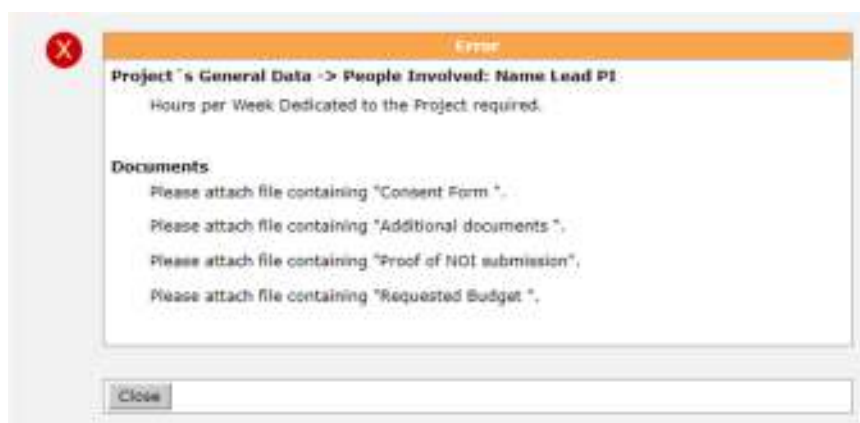 X
Error
Project´s General Data -> People Involved: Name Lead PI
Hours per Week Dedicated to the Project required.
Documents
Please attach file containing "Consent Form ".
Please attach file containing "Additional documents ".
Please attach file containing "Proof of NOI submission".
Please attach file containing "Requested Budget ".
Close